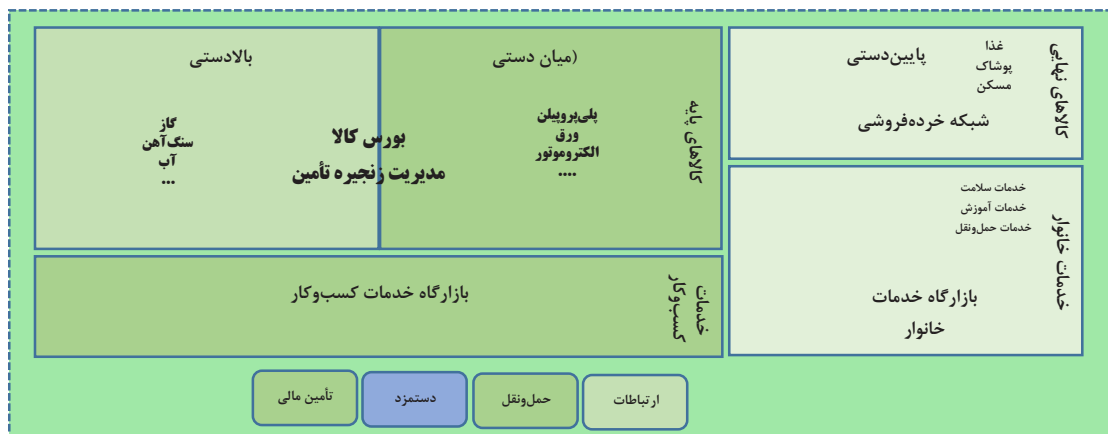 کالاهای نهایی
غذا
پوشاک
مسکن
پایین‌دستی
شبکه خرده‌فروشی
کالاهای پایه
(میان دستی
پلی‌پروپیلن
ورق
الکتروموتور
....
بالادستی
گاز
سنگ‌آهن
آب
...
بورس کالا
مدیریت زنجیره تأمین
خدمات خانوار
خدمات سلامت
خدمات آموزش
خدمات حمل‌ونقل
بازارگاه خدمات
خانوار
خدمات
کسب‌وکار
بازارگاه خدمات کسب‌وکار
ارتباطات
حمل‌ونقل
دستمزد
تأمین مالی